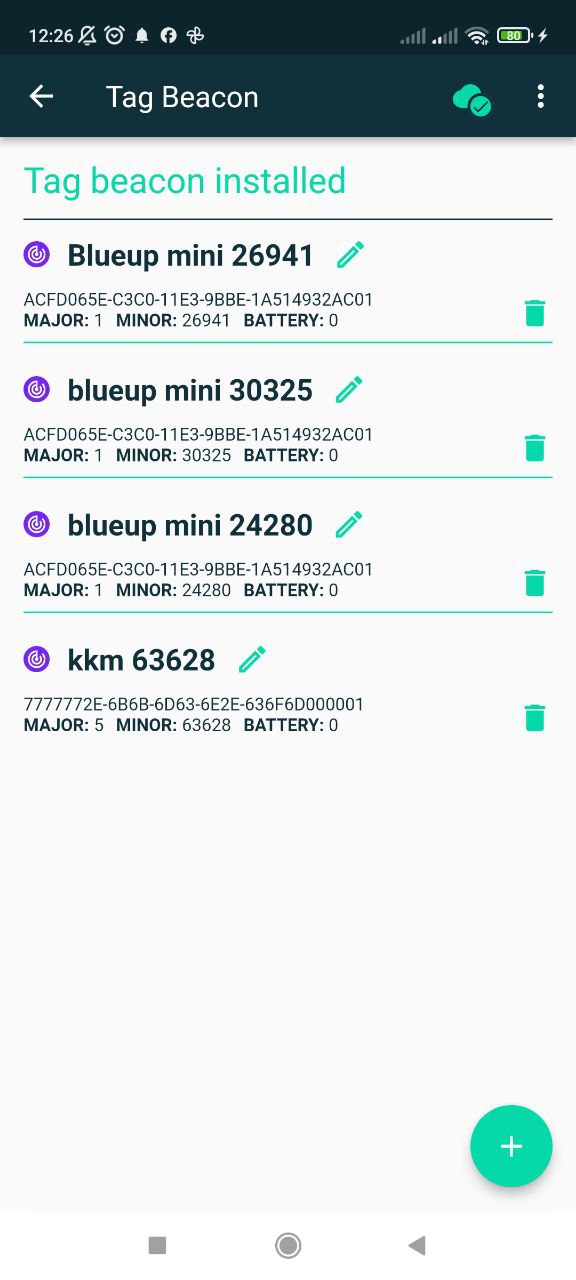 12:26
80
Tag Beacon
Tag beacon installed
Blueup mini 26941
ACFD065E-C3C0-11E3-9BBE-1A514932AC01
MAJOR: 1 MINOR: 26941 BATTERY: 0
blueup mini 30325
ACFD065E-C3C0-11E3-9BBE-1A514932AC01
MAJOR: 1 MINOR: 30325 BATTERY: 0
blueup mini 24280
ACFD065E-C3C0-11E3-9BBE-1A514932AC01
MAJOR: 1 MINOR: 24280 BATTERY: 0
kkm 63628
7777772E-6B6B-6D63-6E2E-636F6D000001
MAJOR: 5 MINOR: 63628 BATTERY: 0